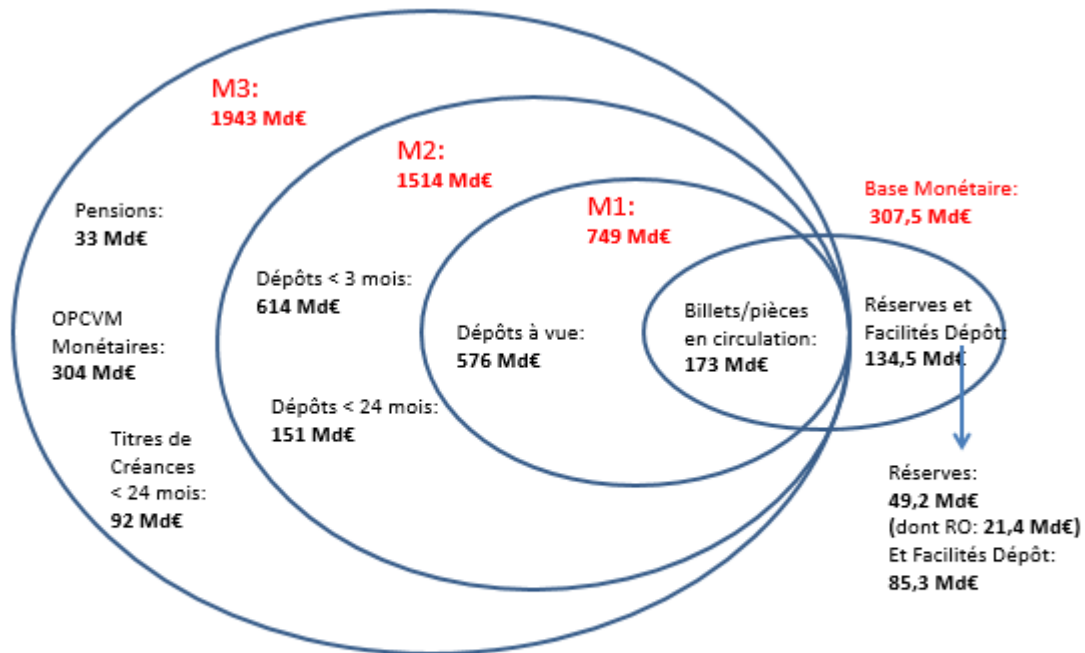 M3:
1943 Md€
M2:
1514 Md€
M1:
749 Md€
Base Monétaire:
307,5 Md€
Pensions:
33 Md€
OPCVM
Monétaires:
304 Md€
Titres de
Créances
< 24 mois:
92 Md€
Dépôts < 3 mois:
614 Md€
Dépôts < 24 mois:
151 Md€
Dépôts à vue:
576 Md€
Billets/pièces
en circulation:
173 Md€
Réserves et
Facilités Dépôt:
134,5 Md€
Réserves:
49,2 Md€
(dont RO: 21,4 Md€)
Et Facilités Dépôt:
85,3 Md€